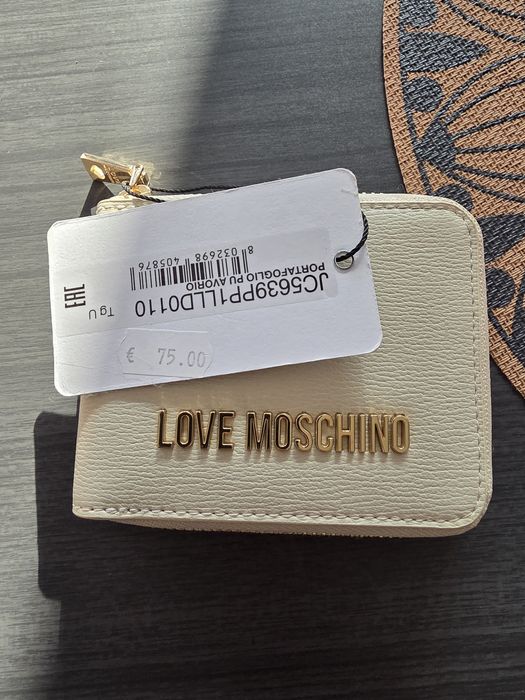 JC5639PP1LLD0110
PORTAFOGLIO PU AVORIO
8 032698 405876
Tg U
EAC
€ 75.00
LOVE MOSCHINO